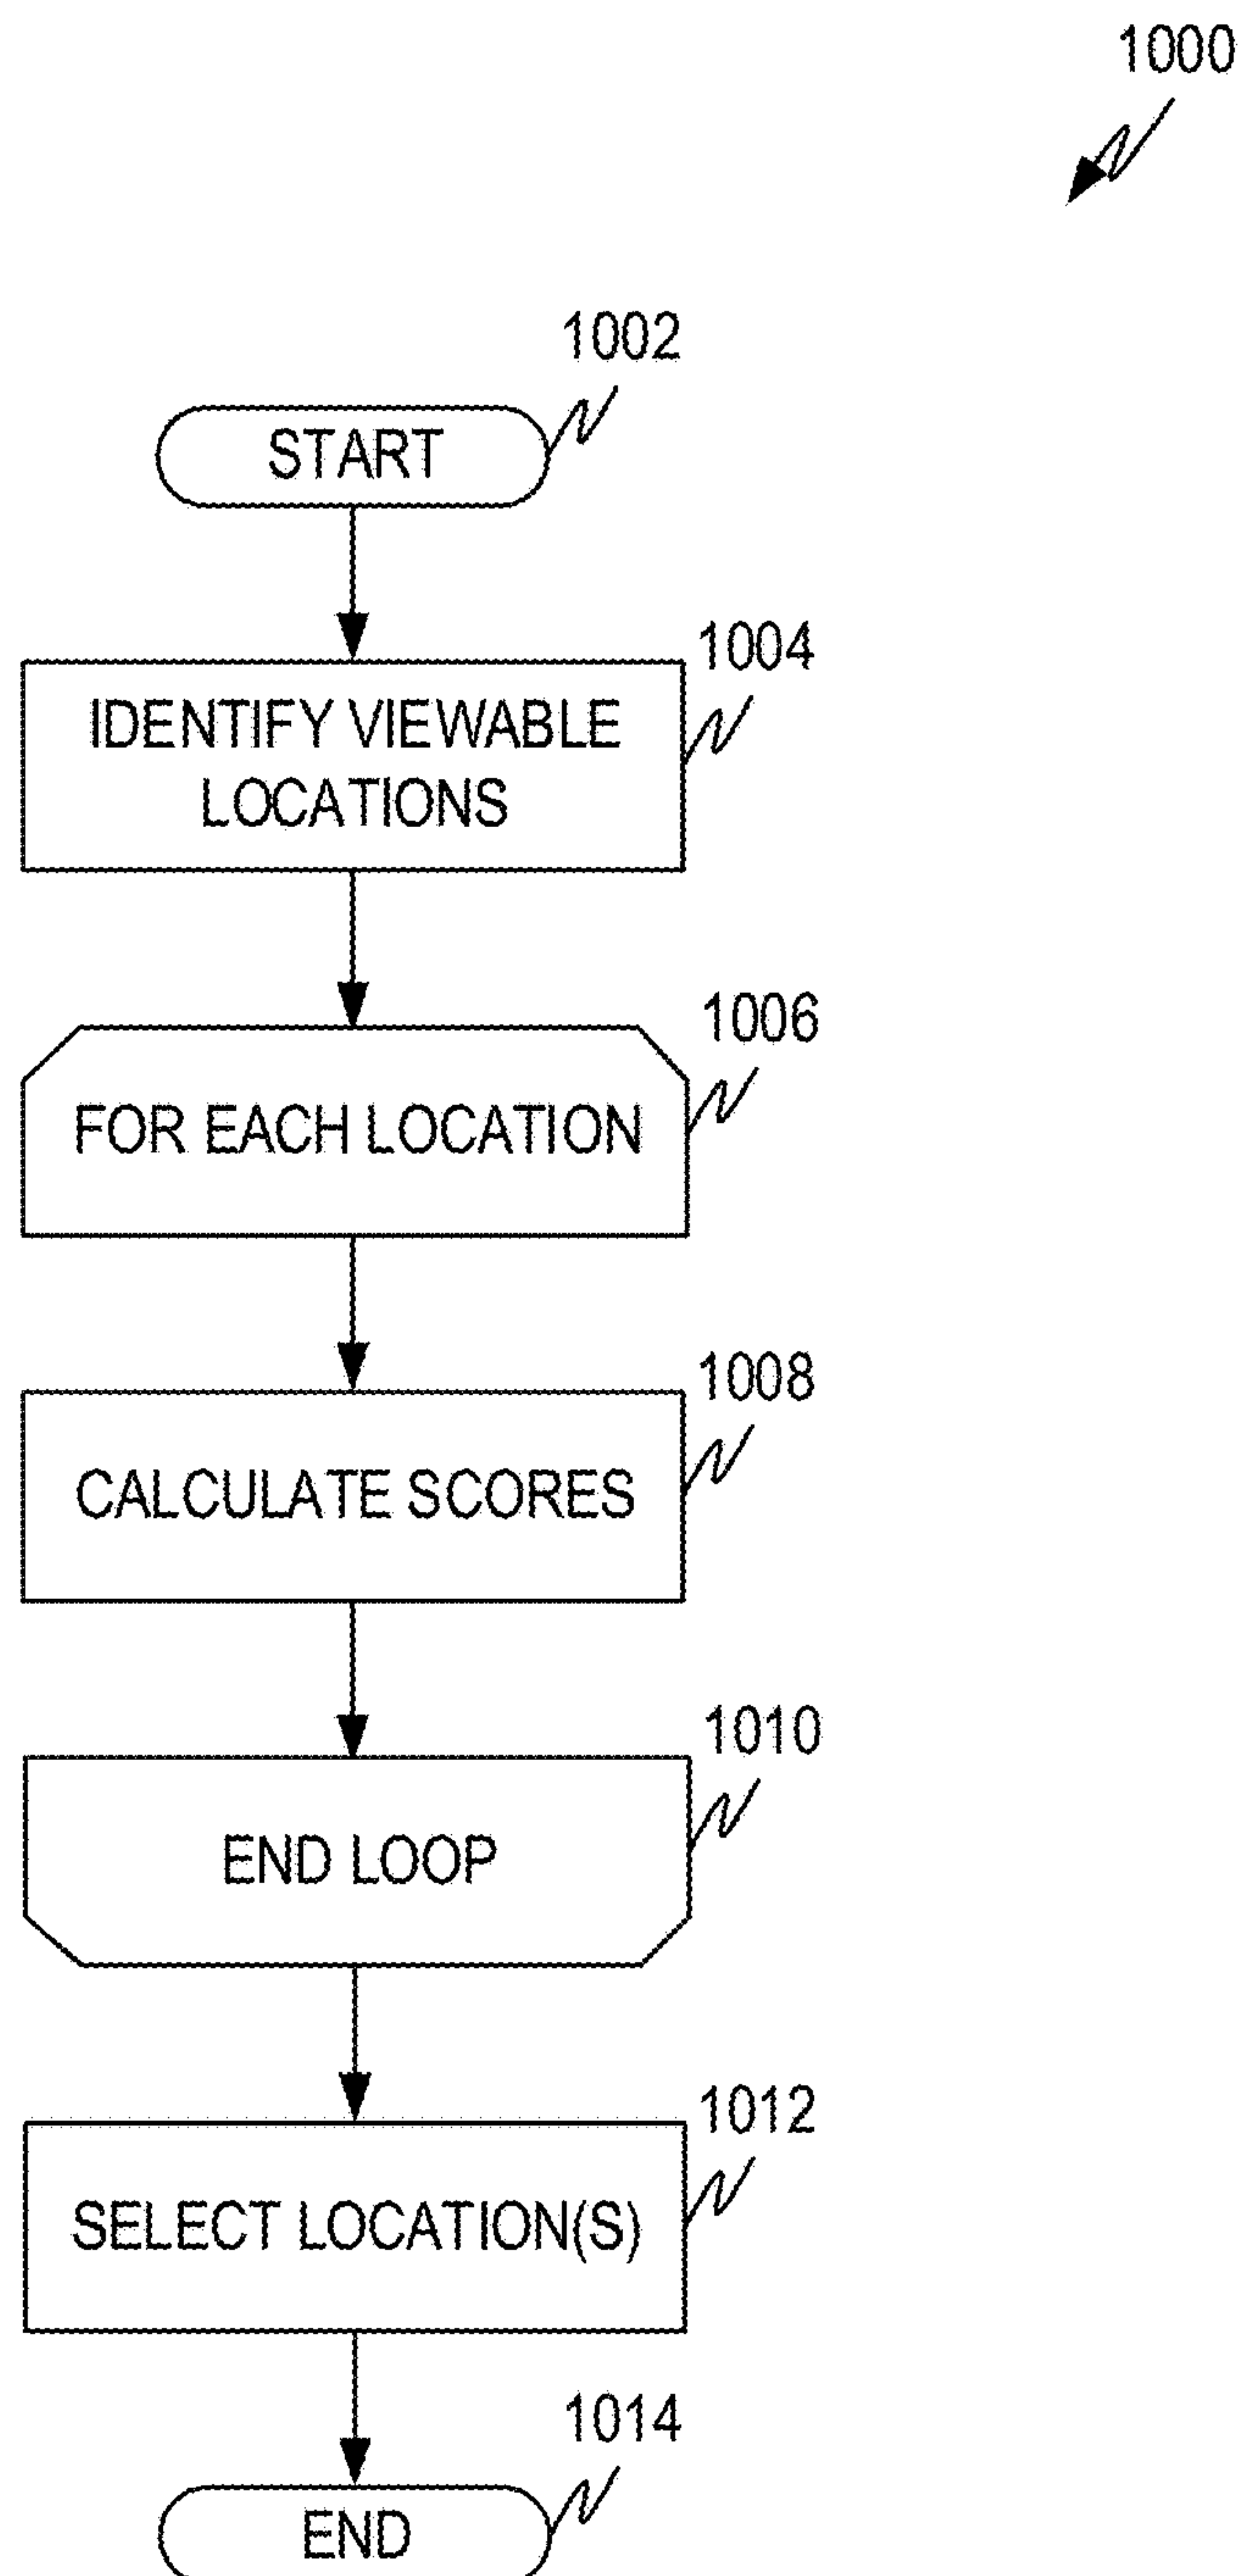 1000
1002
START
1004
IDENTIFY VIEWABLE
LOCATIONS
1006
FOR EACH LOCATION
1008
CALCULATE SCORES
1010
END LOOP
1012
SELECT LOCATION(S)
1014
END